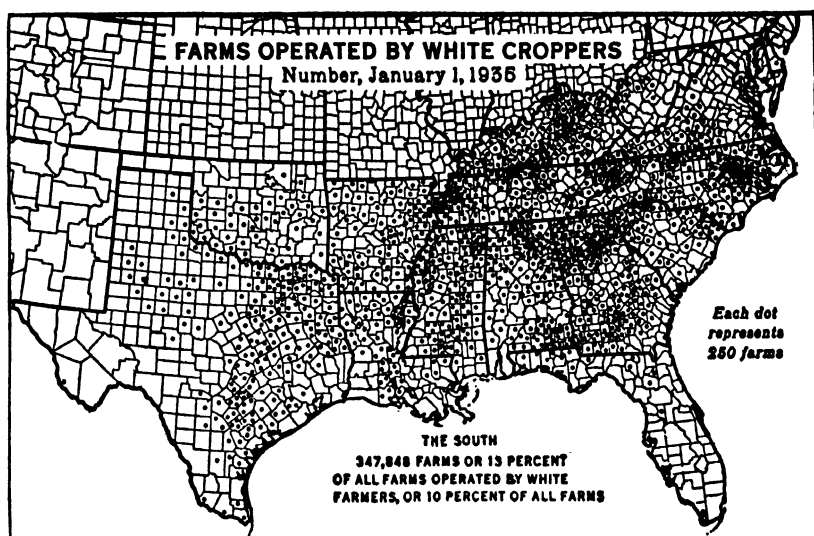 FARMS OPERATED BY WHITE CROPPERS
Number, January 1, 1935
Each dot
represents
250 farms
THE SOUTH
347,848 FARMS OR 13 PERCENT
OF ALL FARMS OPERATED BY WHITE
FARMERS, OR 10 PERCENT OF ALL FARMS